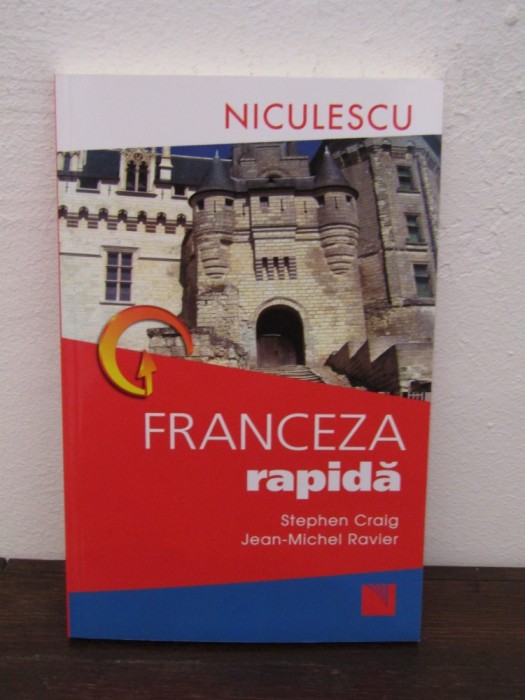 NICULESCU
FRANCEZA
rapidă
Stephen Craig
Jean-Michel Ravier
N